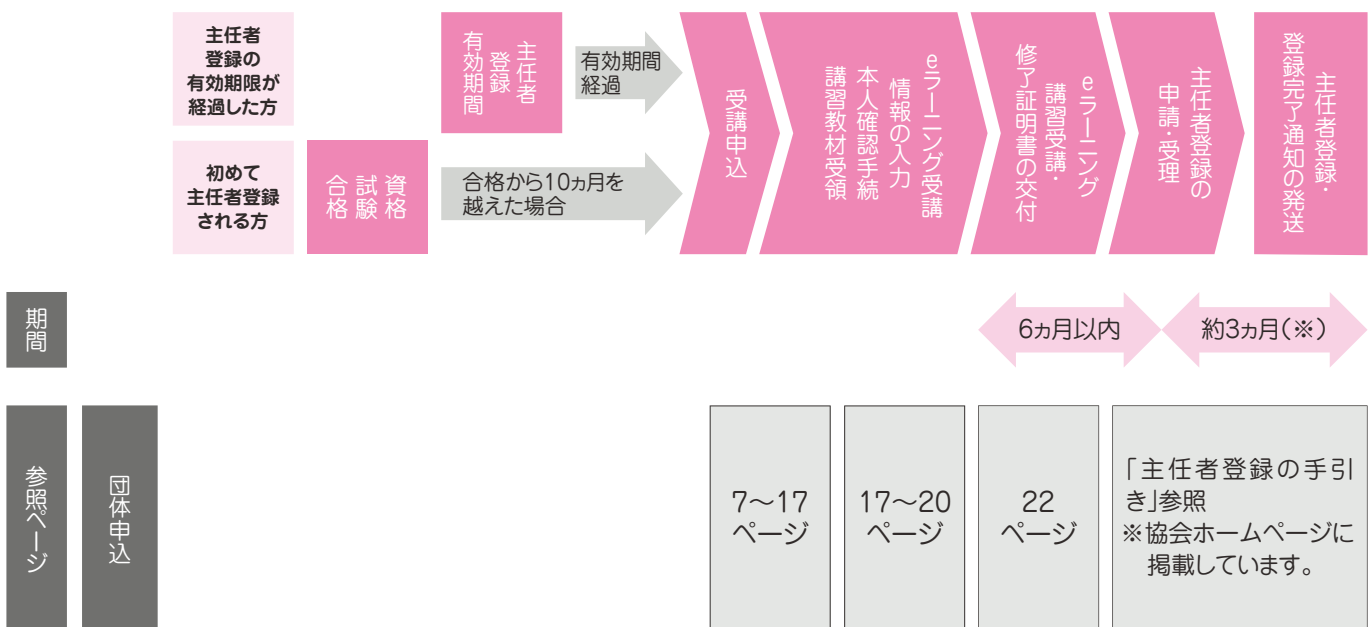 主任者
登録の
有効期限が
経過した方
主任者
登録
有効期間
有効期間
経過
初めて
主任者登録
される方
資格
試験
合格
合格から10ヵ月を
越えた場合
受講申込
eラーニング受講
情報の入力
本人確認手続
講習教材受領
eラーニング
講習受講・
修了証明書の交付
主任者登録の
申請・受理
主任者登録・
登録完了通知の発送
期間
6ヵ月以内
約3ヵ月(※)
参照ページ
団体申込
7〜17
ページ
17〜20
ページ
22
ページ
「主任者登録の手引
き」参照
※協会ホームページに
掲載しています。